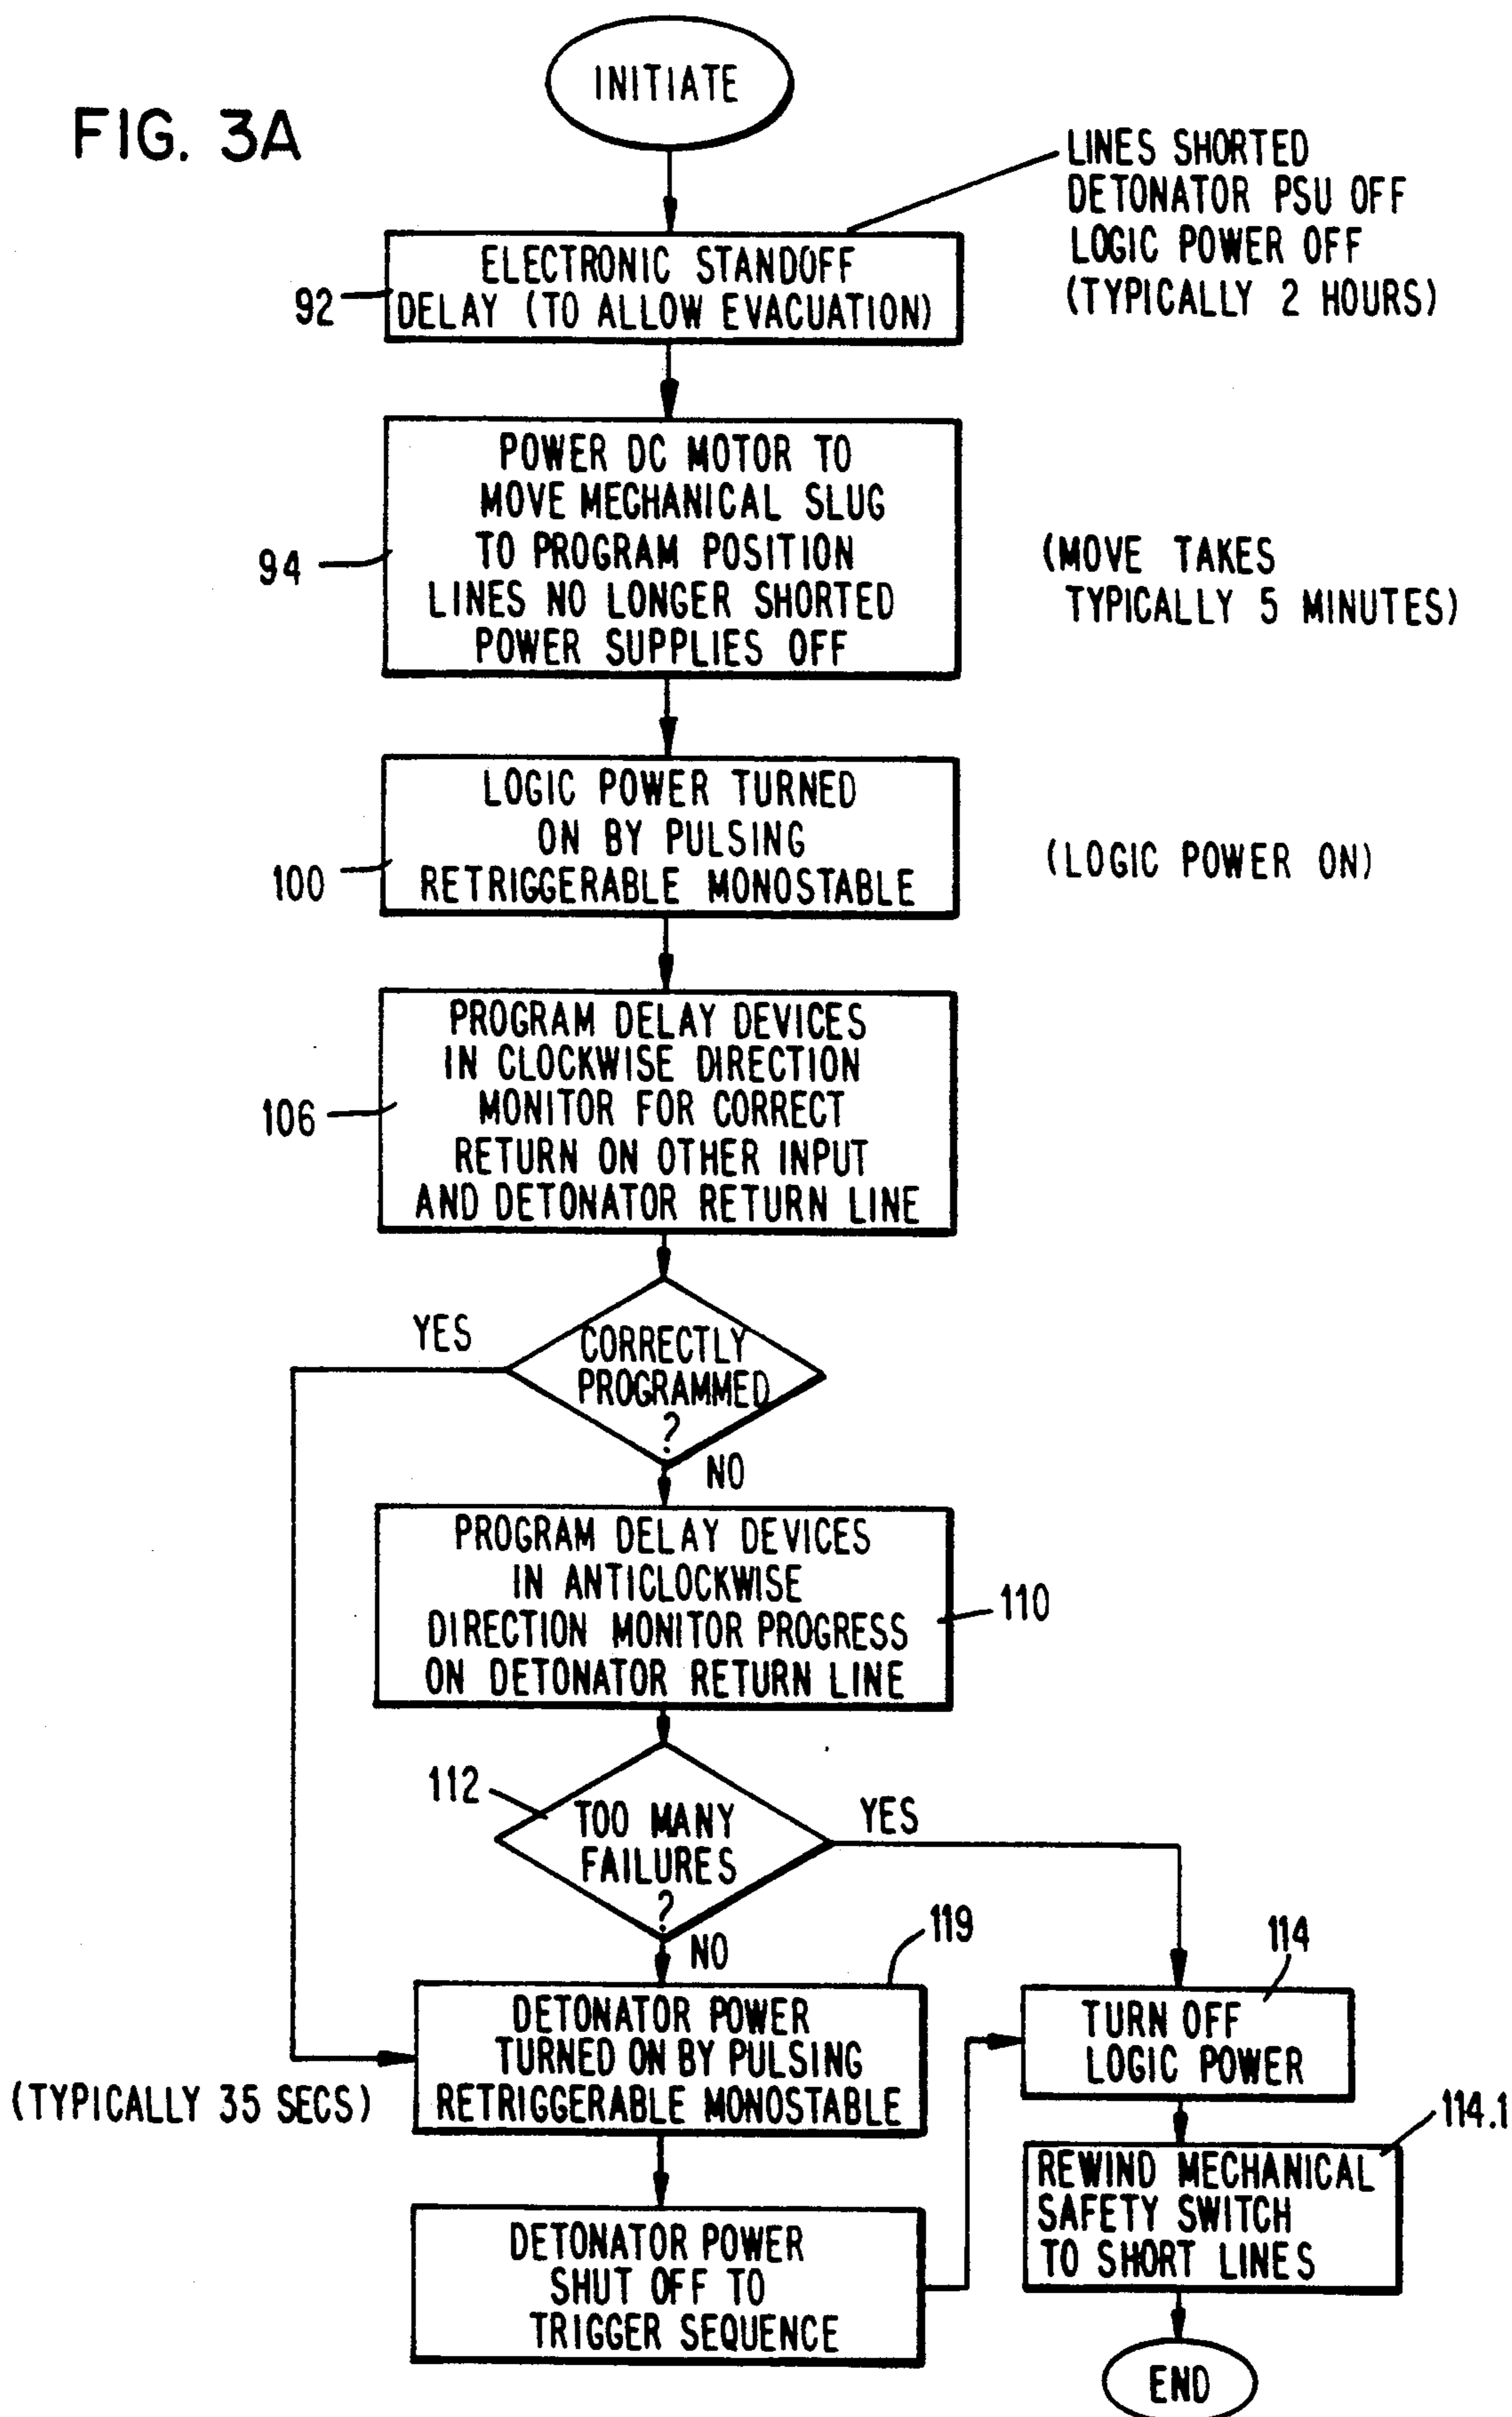 FIG. 3A
INITIATE
LINES SHORTED
DETONATOR PSU OFF
LOGIC POWER OFF
(TYPICALLY 2 HOURS)
92
ELECTRONIC STANDOFF
DELAY (TO ALLOW EVACUATION)
94
POWER DC MOTOR TO
MOVE MECHANICAL SLUG
TO PROGRAM POSITION
LINES NO LONGER SHORTED
POWER SUPPLIES OFF
(MOVE TAKES
TYPICALLY 5 MINUTES)
100
LOGIC POWER TURNED
ON BY PULSING
RETRIGGERABLE MONOSTABLE
(LOGIC POWER ON)
106
PROGRAM DELAY DEVICES
IN CLOCKWISE DIRECTION
MONITOR FOR CORRECT
RETURN ON OTHER INPUT
AND DETONATOR RETURN LINE
YES
CORRECTLY
PROGRAMMED
?
NO
PROGRAM DELAY DEVICES
IN ANTICLOCKWISE
DIRECTION MONITOR PROGRESS
ON DETONATOR RETURN LINE
110
112
TOO MANY
FAILURES
?
YES
NO
119
DETONATOR POWER
TURNED ON BY PULSING
RETRIGGERABLE MONOSTABLE
(TYPICALLY 35 SECS)
DETONATOR POWER
SHUT OFF TO
TRIGGER SEQUENCE
114
TURN OFF
LOGIC POWER
114.1
REWIND MECHANICAL
SAFETY SWITCH
TO SHORT LINES
END